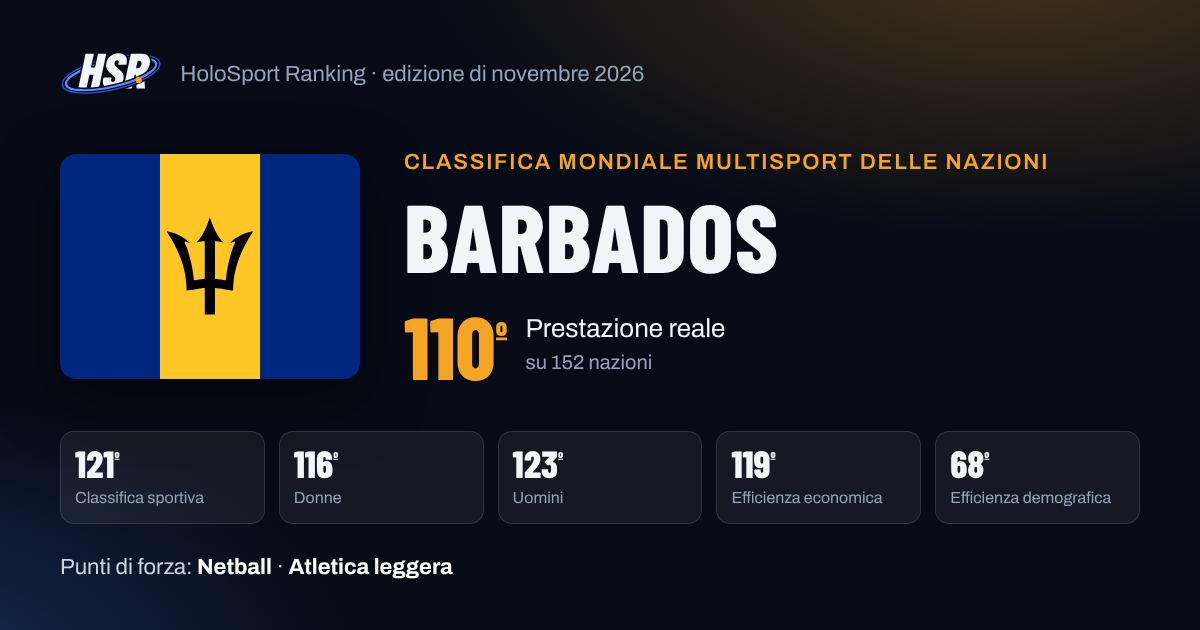 HSR
HoloSport Ranking · edizione di novembre 2026
CLASSIFICA MONDIALE MULTISPORT DELLE NAZIONI
BARBADOS
110º
Prestazione reale
su 152 nazioni
121º
Classifica sportiva
116º
Donne
123º
Uomini
119º
Efficienza economica
68º
Efficienza demografica
Punti di forza: Netball · Atletica leggera